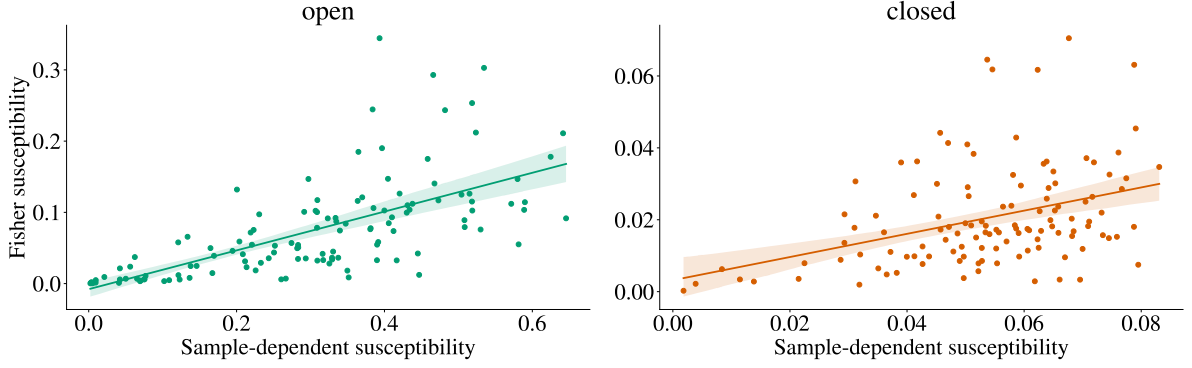 open
closed
Fisher susceptibility
0.3
0.2
0.1
0.0
0.0 0.2 0.4 0.6
Sample-dependent susceptibility
0.06
0.04
0.02
0.00
0.00 0.02 0.04 0.06 0.08
Sample-dependent susceptibility